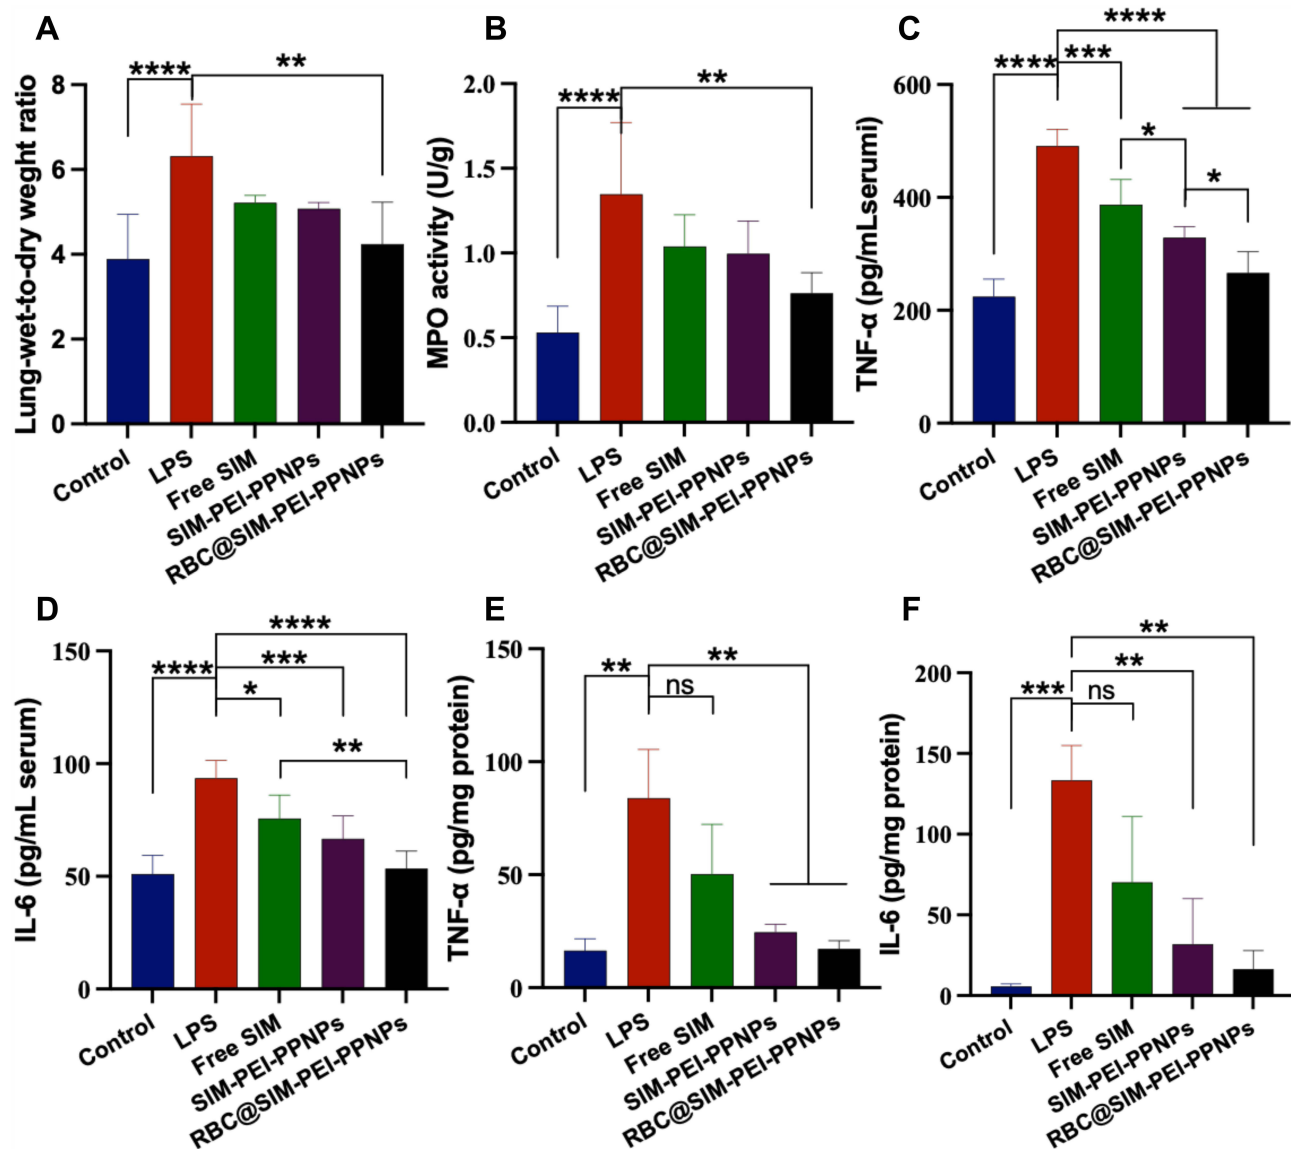 A
Lung-wet-to-dry weght ratio
8
6
4
2
0
****
**
Control
LPS
Free SIM
SIM-PEI-PPNPs
RBC@SIM-PEI-PPNPs
B
MPO activity (U/g)
2.0
1.5
1.0
0.5
0.0
****
**
Control
LPS
Free SIM
SIM-PEI-PPNPs
RBC@SIM-PEI-PPNPs
C
TNF-α (pg/mLserumi)
600
400
200
0
****
****
***
*
*
Control
LPS
Free SIM
SIM-PEI-PPNPs
RBC@SIM-PEI-PPNPs
D
IL-6 (pg/mL serum)
150
100
50
0
****
****
***
*
**
Control
LPS
Free SIM
SIM-PEI-PPNPs
RBC@SIM-PEI-PPNPs
E
TNF-α (pg/mg protein)
150
100
50
0
**
**
ns
Control
LPS
Free SIM
SIM-PEI-PPNPs
RBC@SIM-PEI-PPNPs
F
IL-6 (pg/mg protein)
200
150
100
50
0
**
**
***
ns
Control
LPS
Free SIM
SIM-PEI-PPNPs
RBC@SIM-PEI-PPNPs